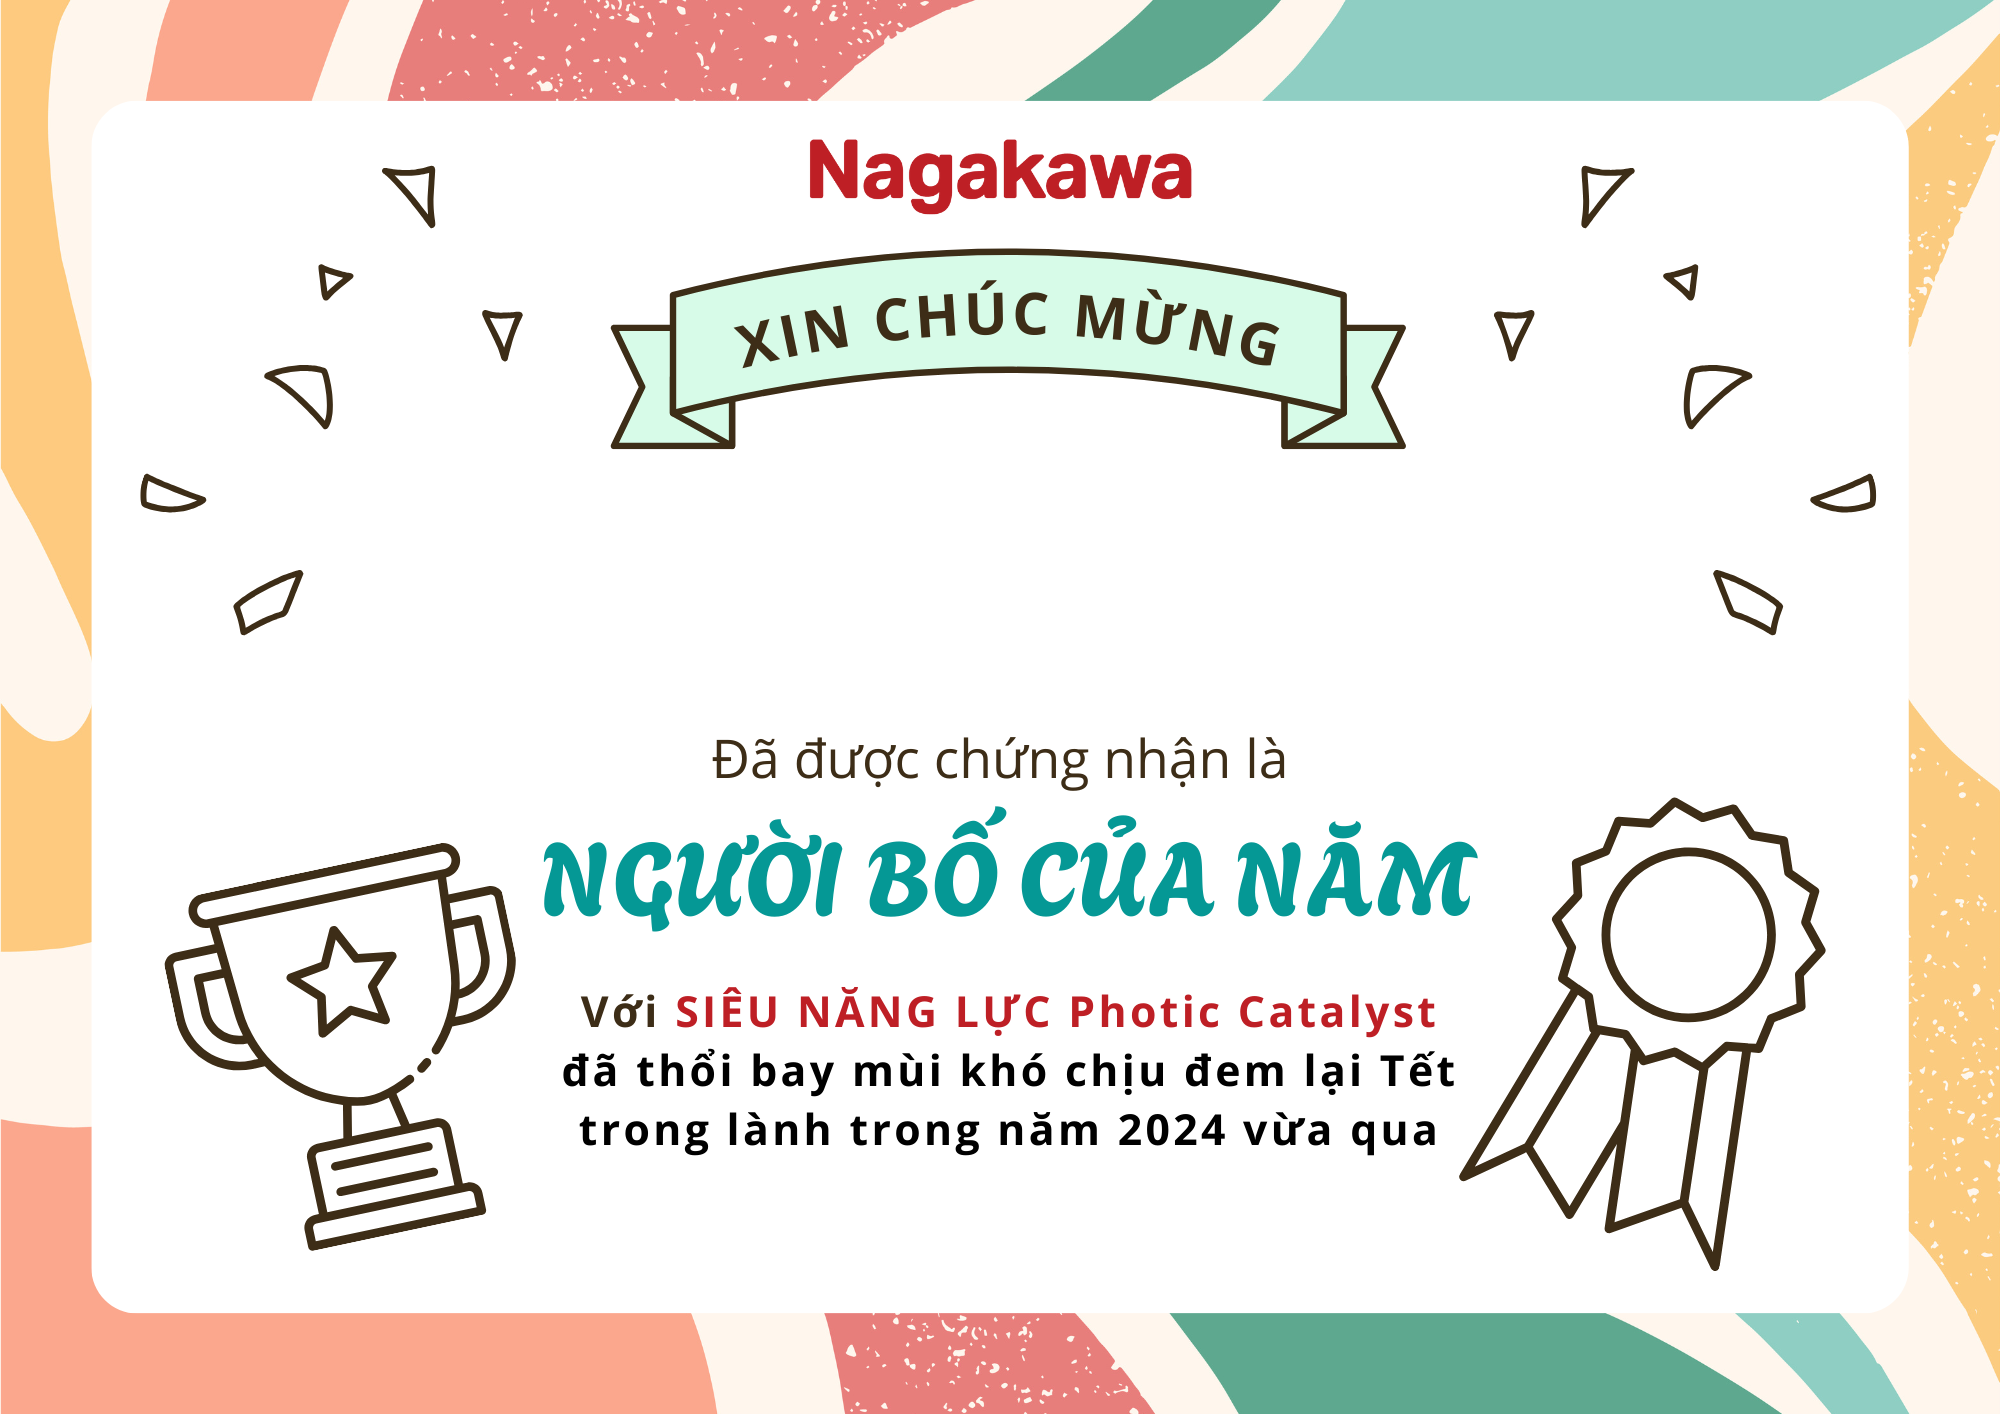 Nagakawa
XIN CHÚC MỪNG
Đã được chứng nhận là
NGƯỜI BỐ CỦA NĂM
Với SIÊU NĂNG LỰC Photic Catalyst
đã thổi bay mùi khó chịu đem lại Tết
trong lành trong năm 2024 vừa qua